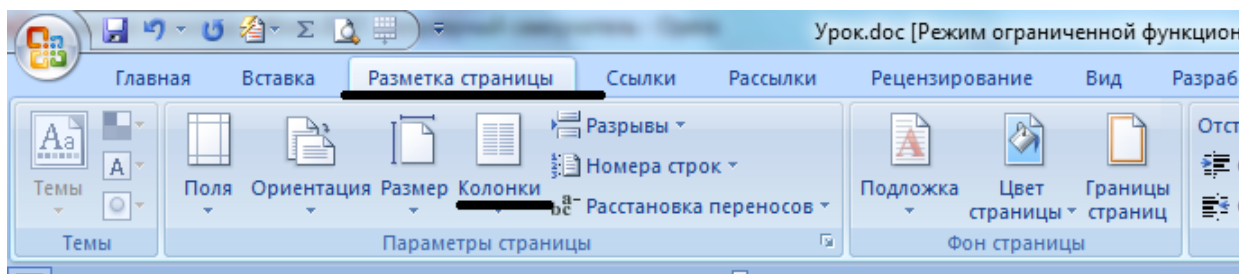 Урок.doc [Режим ограниченной функцион
Главная Вставка Разметка страницы Ссылки Рассылки Рецензирование Вид Разраб
Темы Поля Ориентация Размер Колонки Разрывы Номера строк Расстановка переносов Подложка Цвет страницы Границы страниц Отст
Темы Параметры страницы Фон страницы